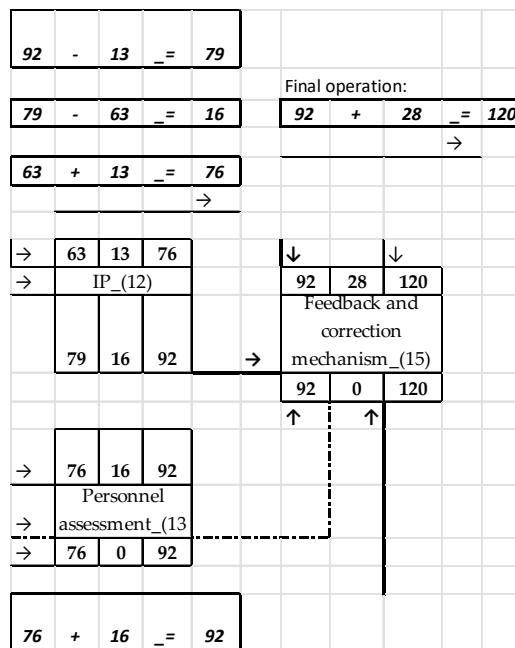 92 - 13 _= 79
Final operation:
79 - 63 _= 16 92 + 28 _= 120
→
63 + 13 _= 76
→
→ 63 13 76 ↓ ↓
→ IP_(12) 92 28 120
Feedback and
correction
79 16 92 → mechanism_(15)
92 0 120
↑ ↑
→ 76 16 92
Personnel
→ assessment_(13
→ 76 0 92
76 + 16 _= 92